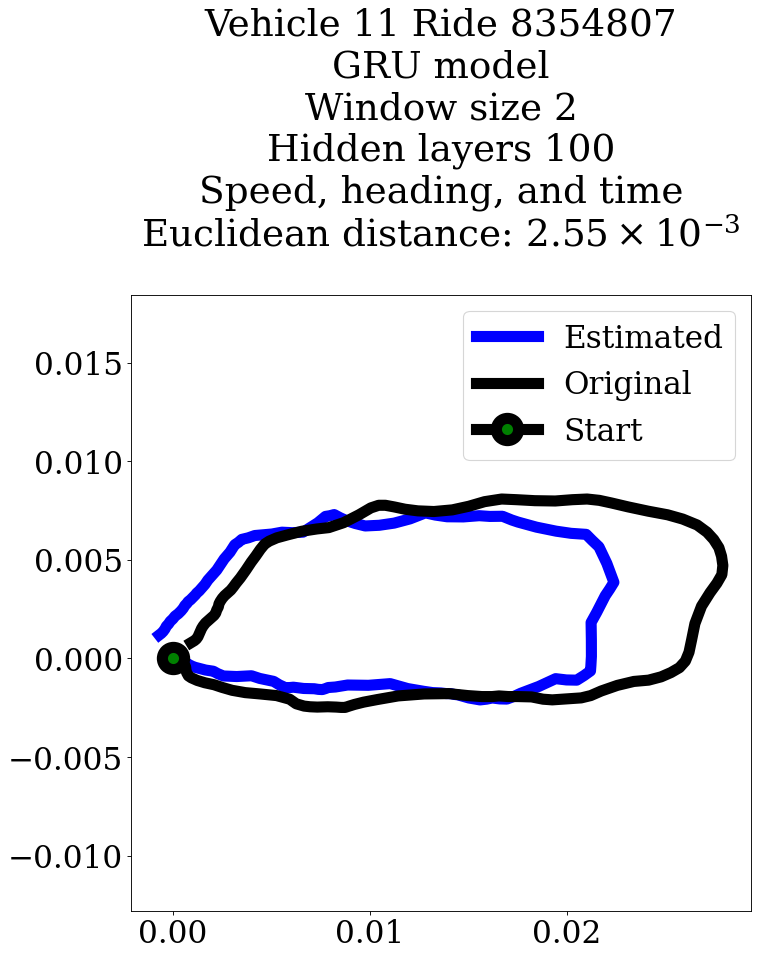 Vehicle 11 Ride 8354807
GRU model
Window size 2
Hidden layers 100
Speed, heading, and time
Euclidean distance: 2.55 × 10⁻³
Estimated
Original
Start
0.015
0.010
0.005
0.000
−0.005
−0.010
0.00 0.01 0.02